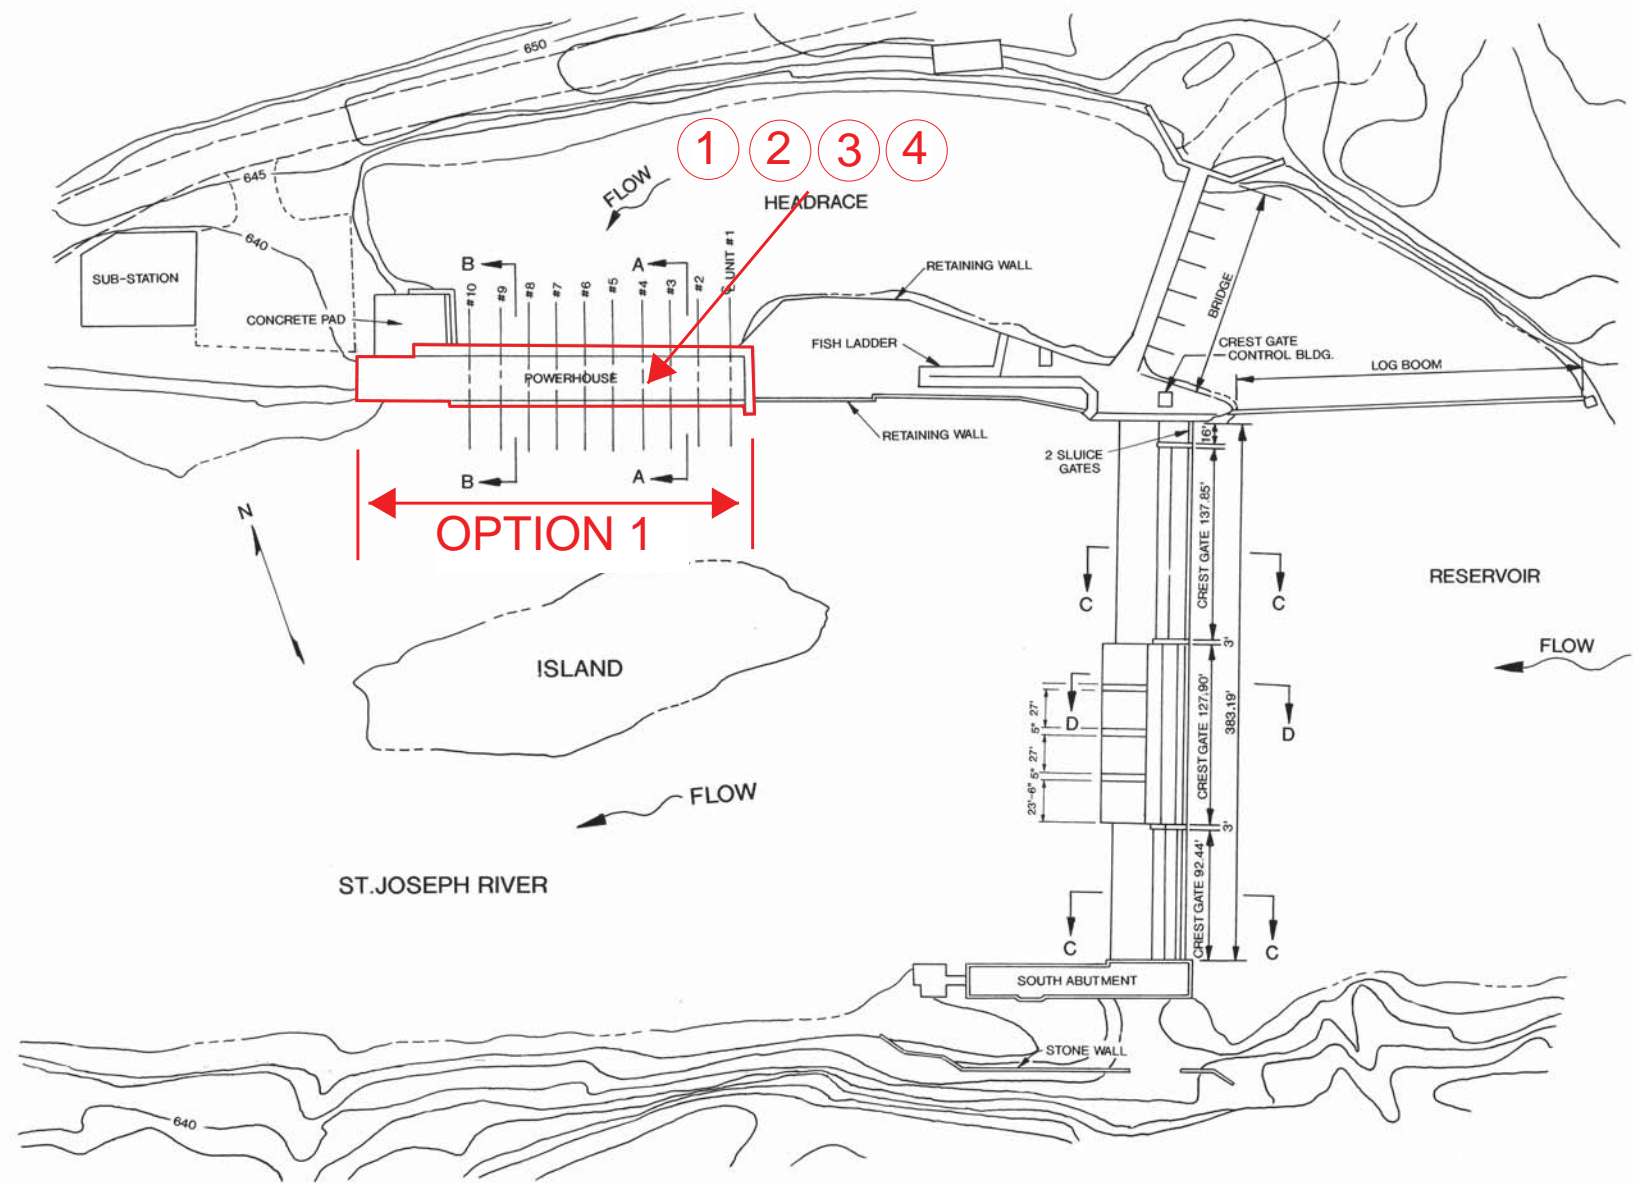 650
645
640
1 2 3 4
FLOW
HEADRACE
SUB-STATION
CONCRETE PAD
B
A
#10
#9
#8
#7
#6
#5
#4
#3
#2
℄ UNIT #1
POWERHOUSE
RETAINING WALL
FISH LADDER
RETAINING WALL
BRIDGE
CREST GATE
CONTROL BLDG.
LOG BOOM
2 SLUICE
GATES
16'
B
A
OPTION 1
N
CREST GATE 137.85'
C
C
RESERVOIR
FLOW
3'
ISLAND
D
D
27'
5"
27'
5"
23'-6"
CREST GATE 127.90'
383.19'
3'
FLOW
ST.JOSEPH RIVER
CREST GATE 92.44'
C
C
SOUTH ABUTMENT
STONE WALL
640